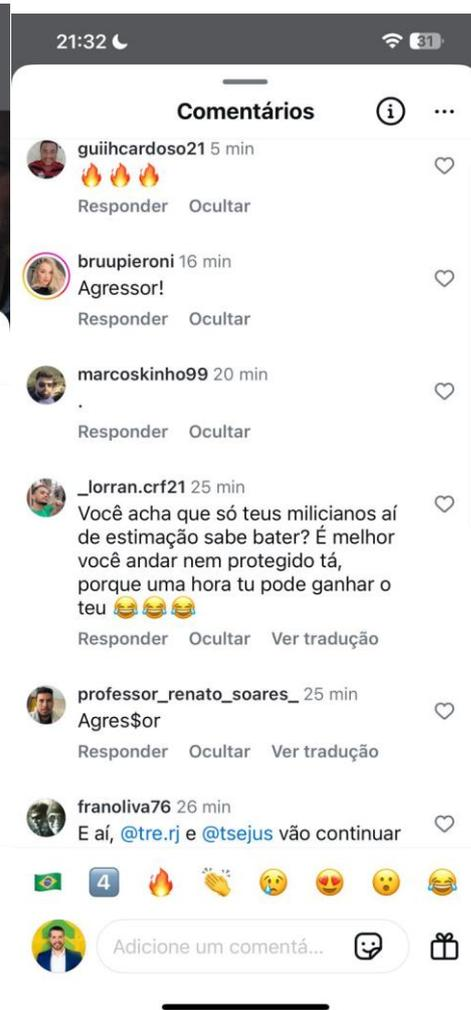 21:32
31
Comentários
guiihcardoso21 5 min
🔥🔥🔥
Responder Ocultar
bruupieroni 16 min
Agressor!
Responder Ocultar
marcoskinho99 20 min
.
Responder Ocultar
_lorran.crf21 25 min
Você acha que só teus milicianos aí
de estimação sabe bater? É melhor
você andar nem protegido tá,
porque uma hora tu pode ganhar o
teu 😂😂😂
Responder Ocultar Ver tradução
professor_renato_soares_ 25 min
Agres$or
Responder Ocultar Ver tradução
franoliva76 26 min
E aí, @tre.rj e @tsejus vão continuar
4
Adicione um comentá...